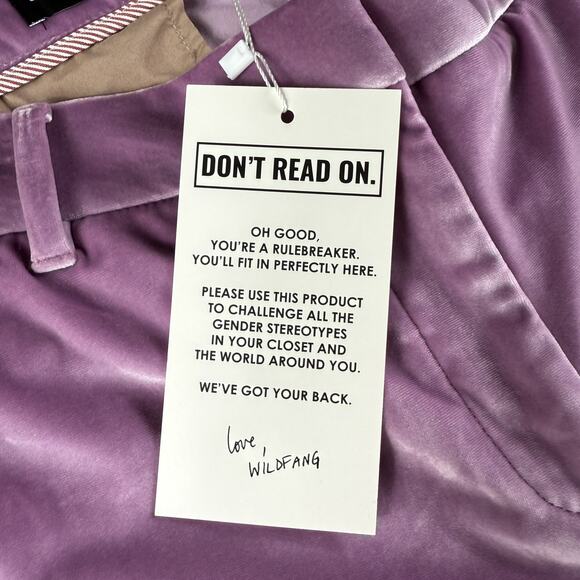 DON'T READ ON.
OH GOOD,
YOU'RE A RULEBREAKER.
YOU'LL FIT IN PERFECTLY HERE.
PLEASE USE THIS PRODUCT
TO CHALLENGE ALL THE
GENDER STEREOTYPES
IN YOUR CLOSET AND
THE WORLD AROUND YOU.
WE'VE GOT YOUR BACK.
love,
WILDFANG